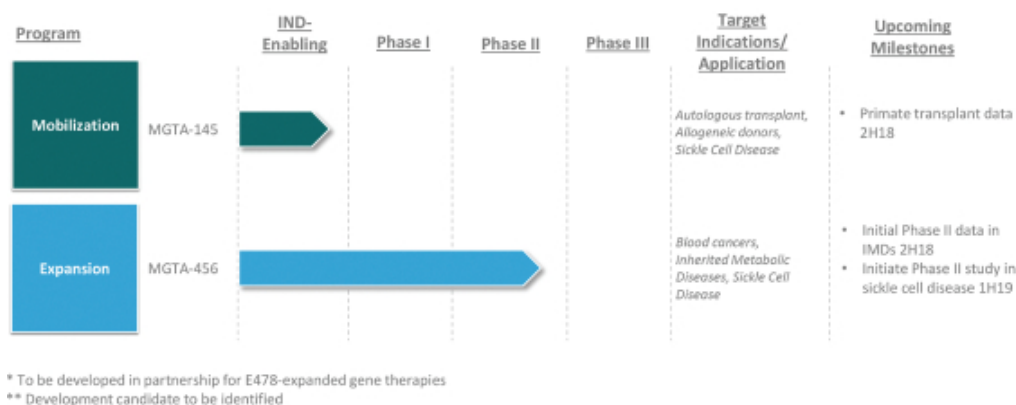 Program
IND-
Enabling
Phase I
Phase II
Phase III
Target
Indications/
Application
Upcoming
Milestones
Mobilization
MGTA-145
Autologous transplant,
Allogeneic donors,
Sickle Cell Disease
• Primate transplant data
2H18
Expansion
MGTA-456
Blood cancers,
Inherited Metabolic
Diseases, Sickle Cell
Disease
• Initial Phase II data in
IMDs 2H18
• Initiate Phase II study in
sickle cell disease 1H19
* To be developed in partnership for E478-expanded gene therapies
** Development candidate to be identified